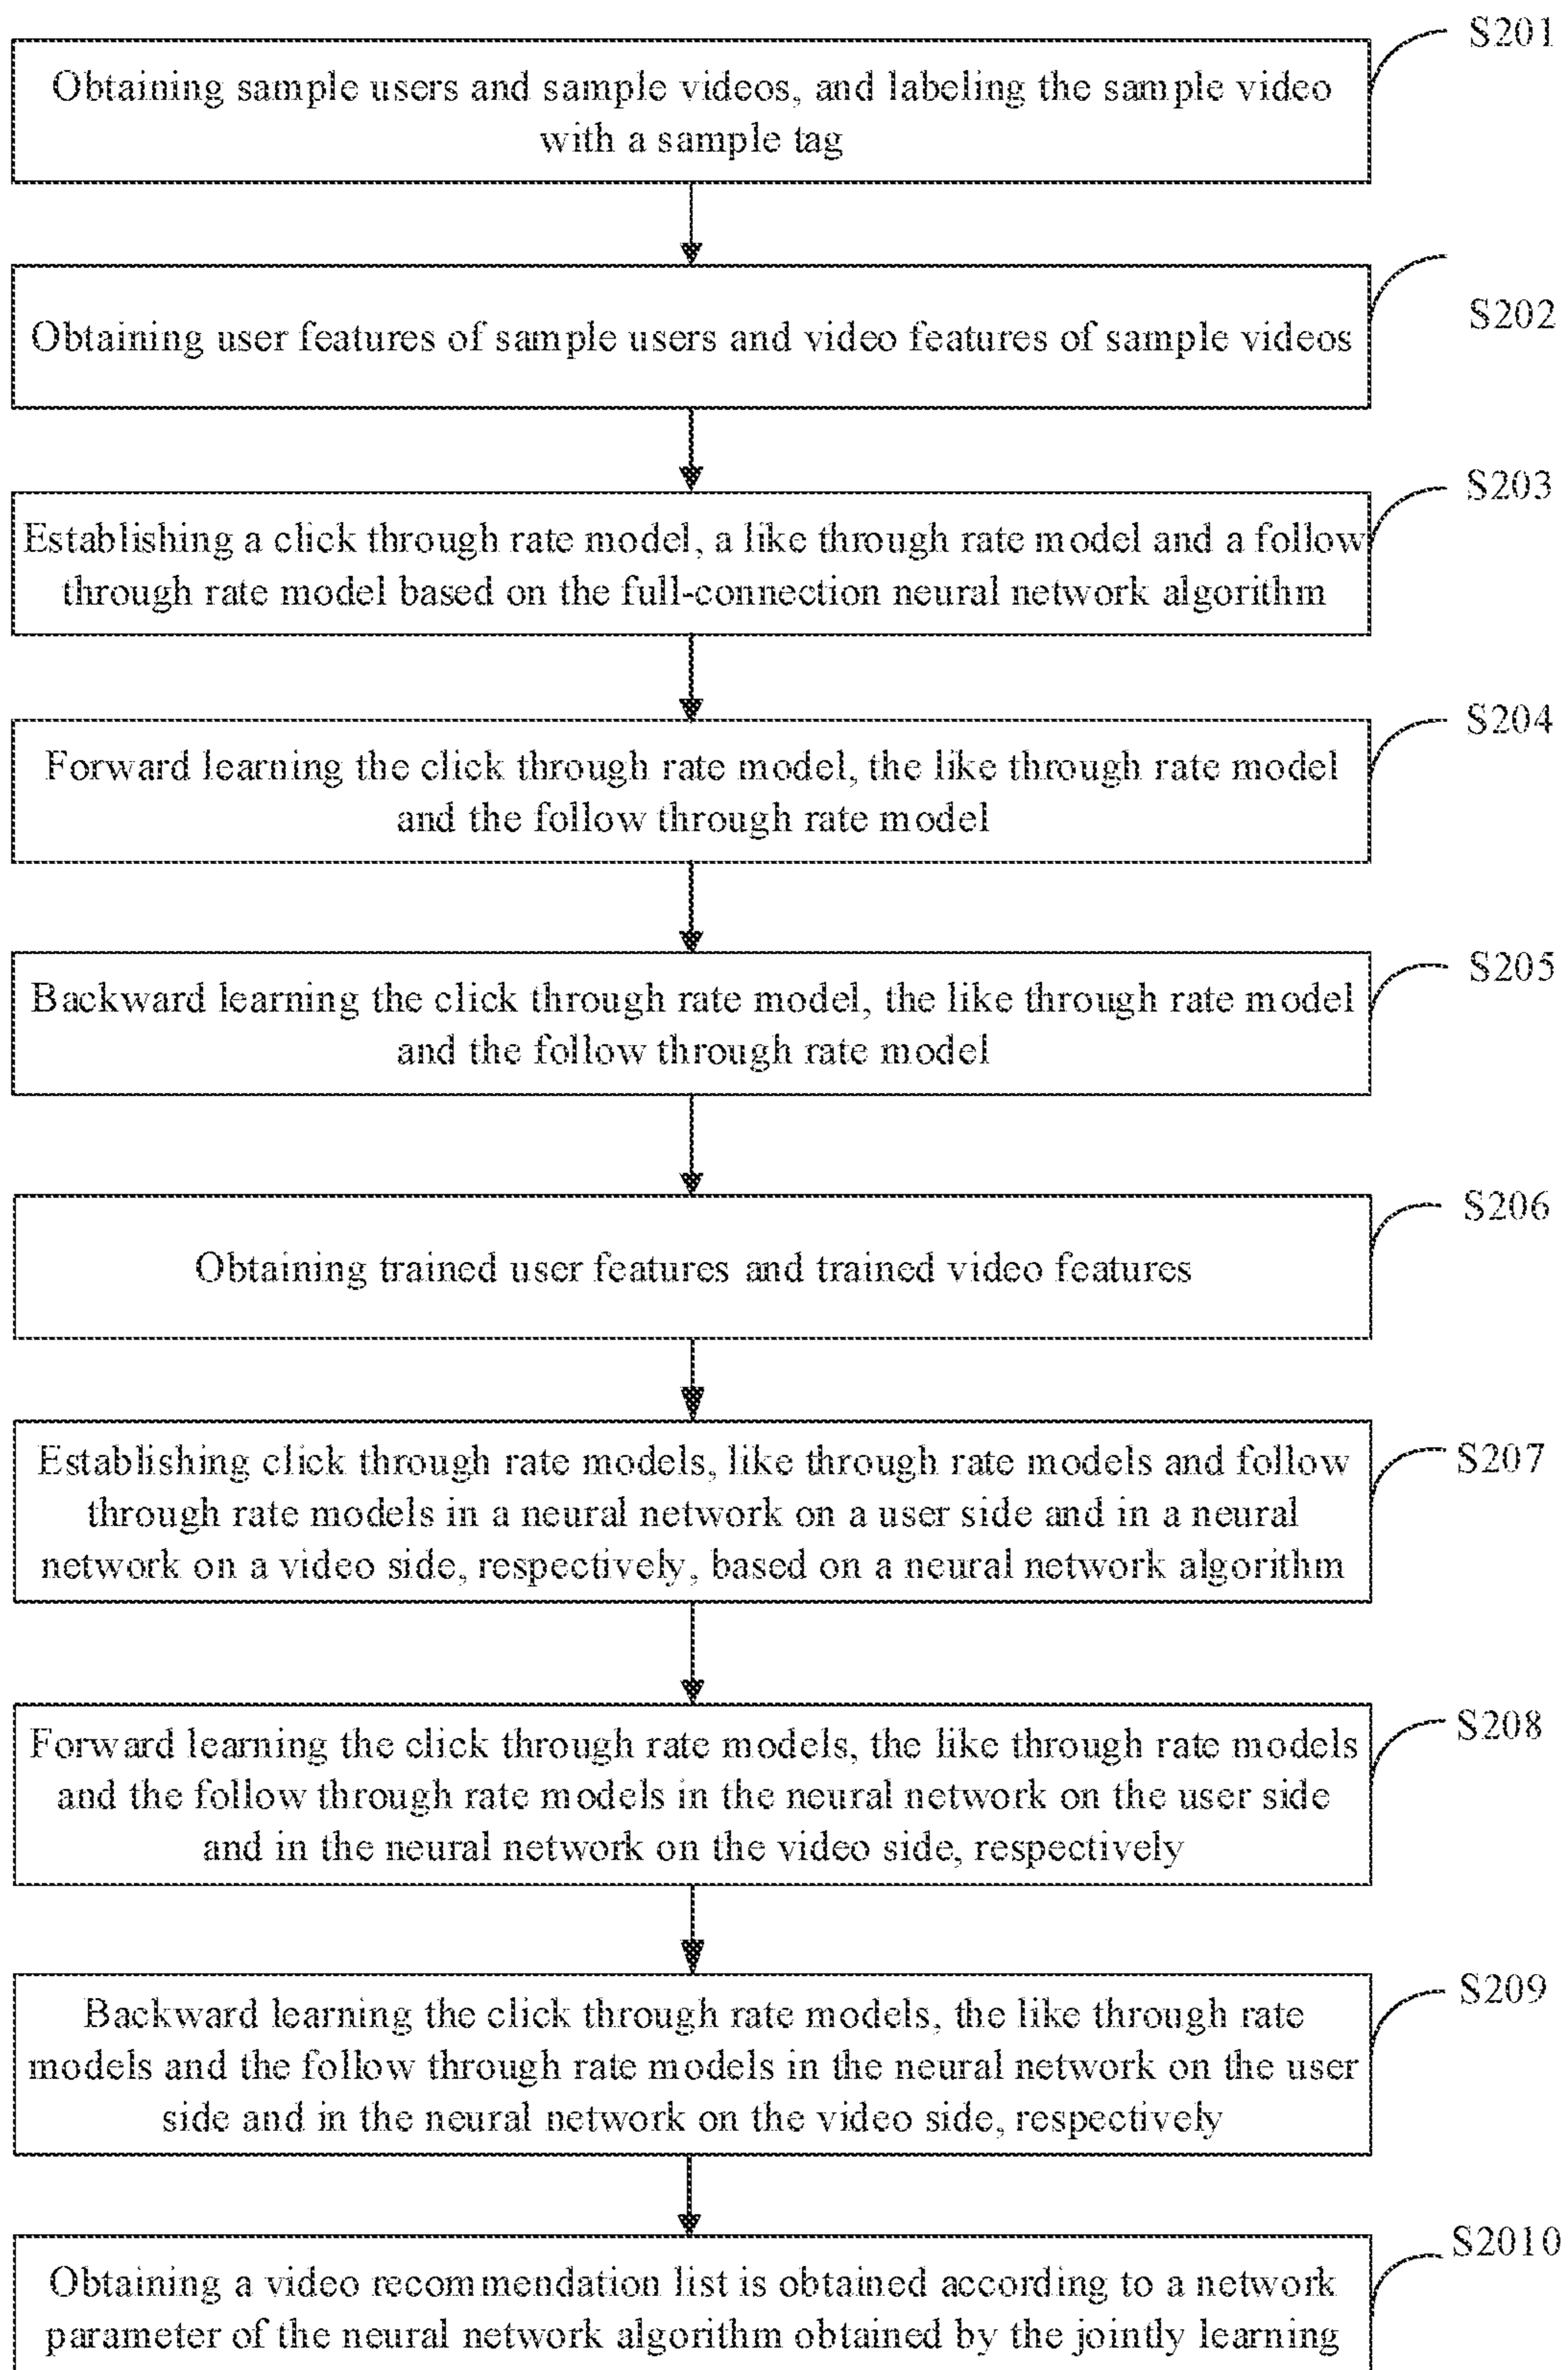 S201
Obtaining sample users and sample videos, and labeling the sample video
with a sample tag
S202
Obtaining user features of sample users and video features of sample videos
S203
Establishing a click through rate model, a like through rate model and a follow
through rate model based on the full-connection neural network algorithm
S204
Forward learning the click through rate model, the like through rate model
and the follow through rate model
S205
Backward learning the click through rate model, the like through rate model
and the follow through rate model
S206
Obtaining trained user features and trained video features
S207
Establishing click through rate models, like through rate models and follow
through rate models in a neural network on a user side and in a neural
network on a video side, respectively, based on a neural network algorithm
S208
Forward learning the click through rate models, the like through rate models
and the follow through rate models in the neural network on the user side
and in the neural network on the video side, respectively
S209
Backward learning the click through rate models, the like through rate
models and the follow through rate models in the neural network on the user
side and in the neural network on the video side, respectively
S2010
Obtaining a video recommendation list is obtained according to a network
parameter of the neural network algorithm obtained by the jointly learning